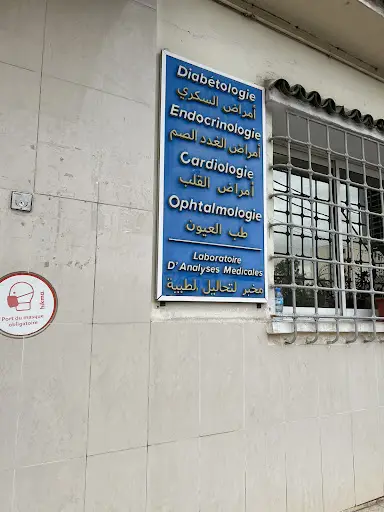 Diabétologie
أمراض السكري
Endocrinologie
أمراض الغدد الصم
Cardiologie
أمراض القلب
Ophtalmologie
طب العيون
Laboratoire
D'Analyses Medicales
مخبر لتحاليل الطبية
Port du masque
obligatoire